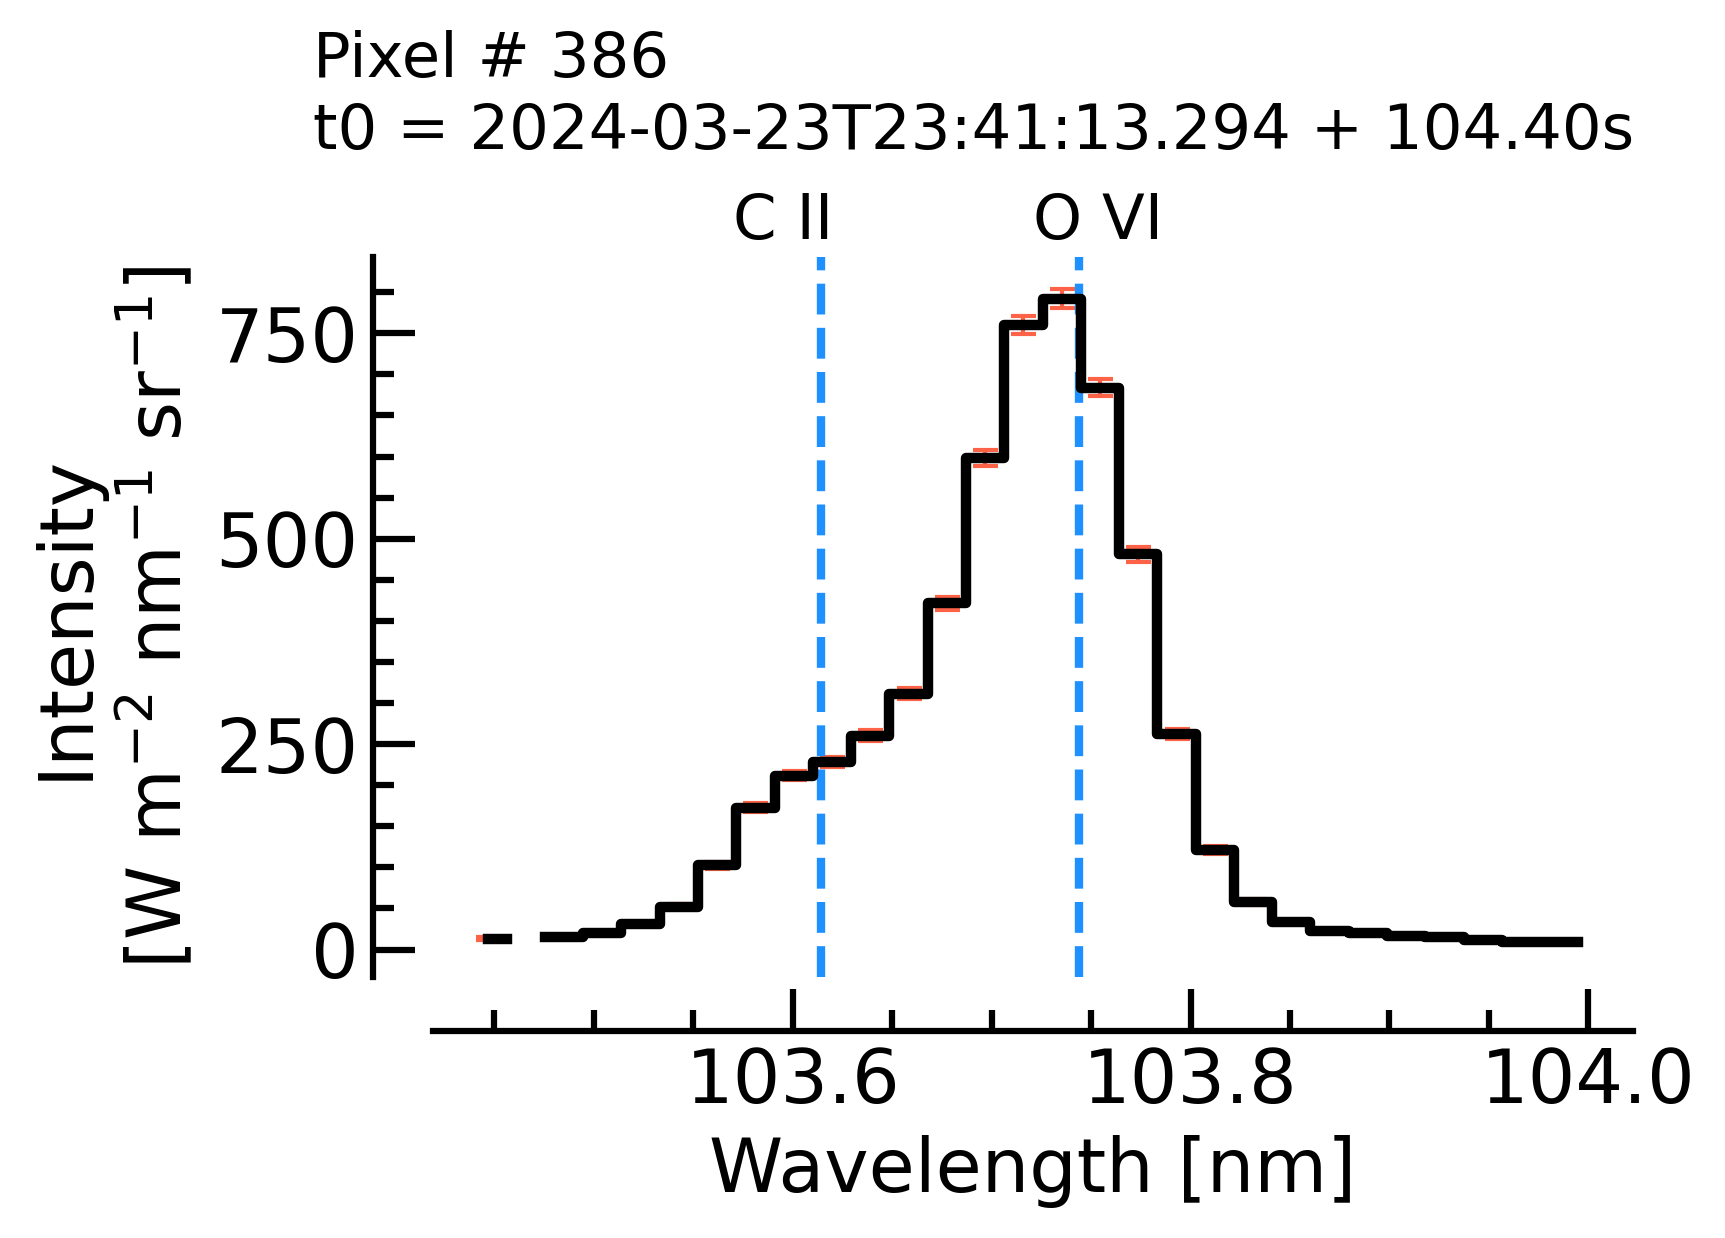 Pixel # 386
t0 = 2024-03-23T23:41:13.294 + 104.40s
C II O VI
Intensity
[W m⁻² nm⁻¹ sr⁻¹]
750
500
250
0
103.6 103.8 104.0
Wavelength [nm]